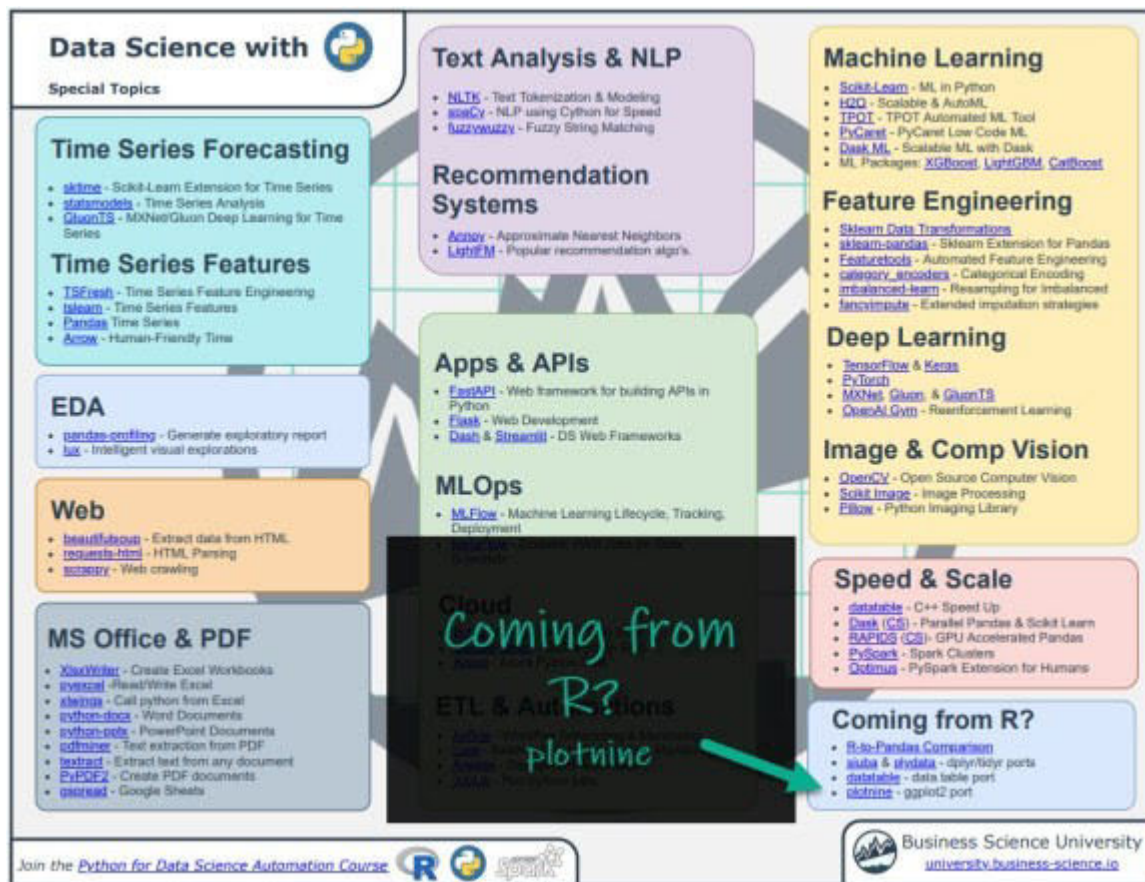 Data Science with
Special Topics
Time Series Forecasting
sktime - Scikit-Learn Extension for Time Series
statsmodels - Time Series Analysis
GluonTS - MXNet/Gluon Deep Learning for Time
Series
Time Series Features
TSFresh - Time Series Feature Engineering
tslearn - Time Series Features
Pandas Time Series
Arrow - Human-Friendly Time
EDA
pandas-profiling - Generate exploratory report
lux - Intelligent visual explorations
Web
beautifulsoup - Extract data from HTML
requests-html - HTML Parsing
scrappy - Web crawling
MS Office & PDF
XlsxWriter - Create Excel Workbooks
pyexcel -Read/Write Excel
xlwings - Call python from Excel
python-docx - Word Documents
python-pptx - PowerPoint Documents
pdfminer - Text extraction from PDF
textract - Extract text from any document
PyPDF2 - Create PDF documents
gspread - Google Sheets
Text Analysis & NLP
NLTK - Text Tokenization & Modeling
spaCy - NLP using Cython for Speed
fuzzywuzzy - Fuzzy String Matching
Recommendation
Systems
Annoy - Approximate Nearest Neighbors
LightFM - Popular recommendation algo's.
Apps & APIs
FastAPI - Web framework for building APIs in
Python
Flask - Web Development
Dash & Streamlit - DS Web Frameworks
MLOps
MLFlow - Machine Learning Lifecycle, Tracking,
Deployment
Cloud
ETL & Automations
Coming from
R?
plotnine
Machine Learning
Scikit-Learn - ML in Python
H2O - Scalable & AutoML
TPOT - TPOT Automated ML Tool
PyCaret - PyCaret Low Code ML
Dask ML - Scalable ML with Dask
ML Packages: XGBoost, LightGBM, CatBoost
Feature Engineering
Sklearn Data Transformations
sklearn-pandas - Sklearn Extension for Pandas
Featuretools - Automated Feature Engineering
category_encoders - Categorical Encoding
imbalanced-learn - Resampling for Imbalanced
fancyimpute - Extended imputation strategies
Deep Learning
TensorFlow & Keras
PyTorch
MXNet, Gluon, & GluonTS
OpenAI Gym - Reenforcement Learning
Image & Comp Vision
OpenCV - Open Source Computer Vision
Scikit Image - Image Processing
Pillow - Python Imaging Library
Speed & Scale
datatable - C++ Speed Up
Dask (CS) - Parallel Pandas & Scikit Learn
RAPIDS (CS)- GPU Accelerated Pandas
PySpark - Spark Clusters
Optimus - PySpark Extension for Humans
Coming from R?
R-to-Pandas Comparison
siuba & plydata - dplyr/tidyr ports
datatable - data.table port
plotnine - ggplot2 port
Join the Python for Data Science Automation Course
R
Spark
Business Science University
university.business-science.io